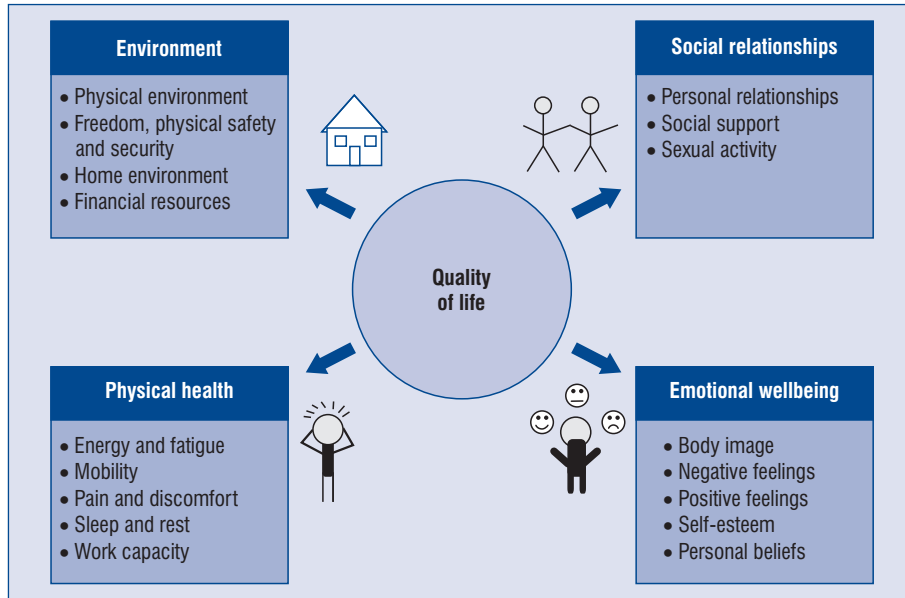 Environment
• Physical environment
• Freedom, physical safety
and security
• Home environment
• Financial resources
Social relationships
• Personal relationships
• Social support
• Sexual activity
Quality
of life
Physical health
• Energy and fatigue
• Mobility
• Pain and discomfort
• Sleep and rest
• Work capacity
Emotional wellbeing
• Body image
• Negative feelings
• Positive feelings
• Self-esteem
• Personal beliefs